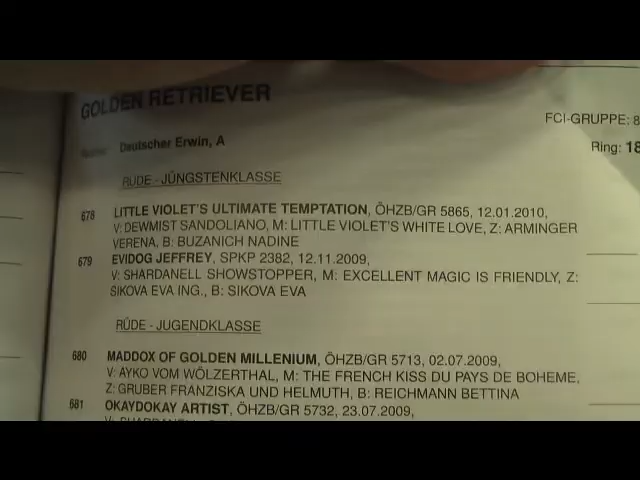 GOLDEN RETRIEVER
FCI-GRUPPE: 8
Deutscher Erwin, A
Ring: 18
RÜDE - JÜNGSTENKLASSE
678 LITTLE VIOLET'S ULTIMATE TEMPTATION, ÖHZB/GR 5865, 12.01.2010,
V: DEWMIST SANDOLIANO, M: LITTLE VIOLET'S WHITE LOVE, Z: ARMINGER
VERENA, B: BUZANICH NADINE
679 EVIDOG JEFFREY, SPKP 2382, 12.11.2009,
V: SHARDANELL SHOWSTOPPER, M: EXCELLENT MAGIC IS FRIENDLY, Z:
SIKOVA EVA ING., B: SIKOVA EVA
RÜDE - JUGENDKLASSE
680 MADDOX OF GOLDEN MILLENIUM, ÖHZB/GR 5713, 02.07.2009,
V: AYKO VOM WÖLZERTHAL, M: THE FRENCH KISS DU PAYS DE BOHEME,
Z: GRUBER FRANZISKA UND HELMUTH, B: REICHMANN BETTINA
681 OKAYDOKAY ARTIST, ÖHZB/GR 5732, 23.07.2009,